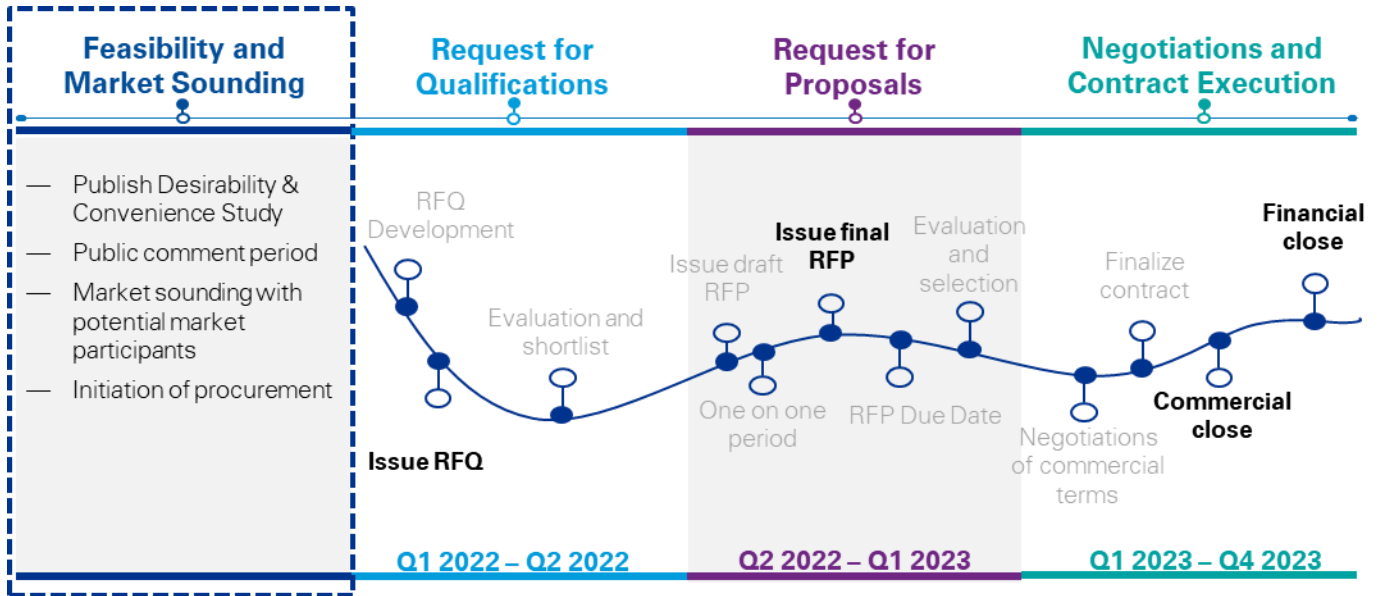 Feasibility and
Market Sounding
Request for
Qualifications
Request for
Proposals
Negotiations and
Contract Execution
— Publish Desirability &
Convenience Study
— Public comment period
— Market sounding with
potential market
participants
— Initiation of procurement
RFQ
Development
Issue RFQ
Evaluation and
shortlist
Issue draft
RFP
One on one
period
Issue final
RFP
RFP Due Date
Evaluation
and
selection
Negotiations
of commercial
terms
Finalize
contract
Commercial
close
Financial
close
Q1 2022 – Q2 2022
Q2 2022 – Q1 2023
Q1 2023 – Q4 2023